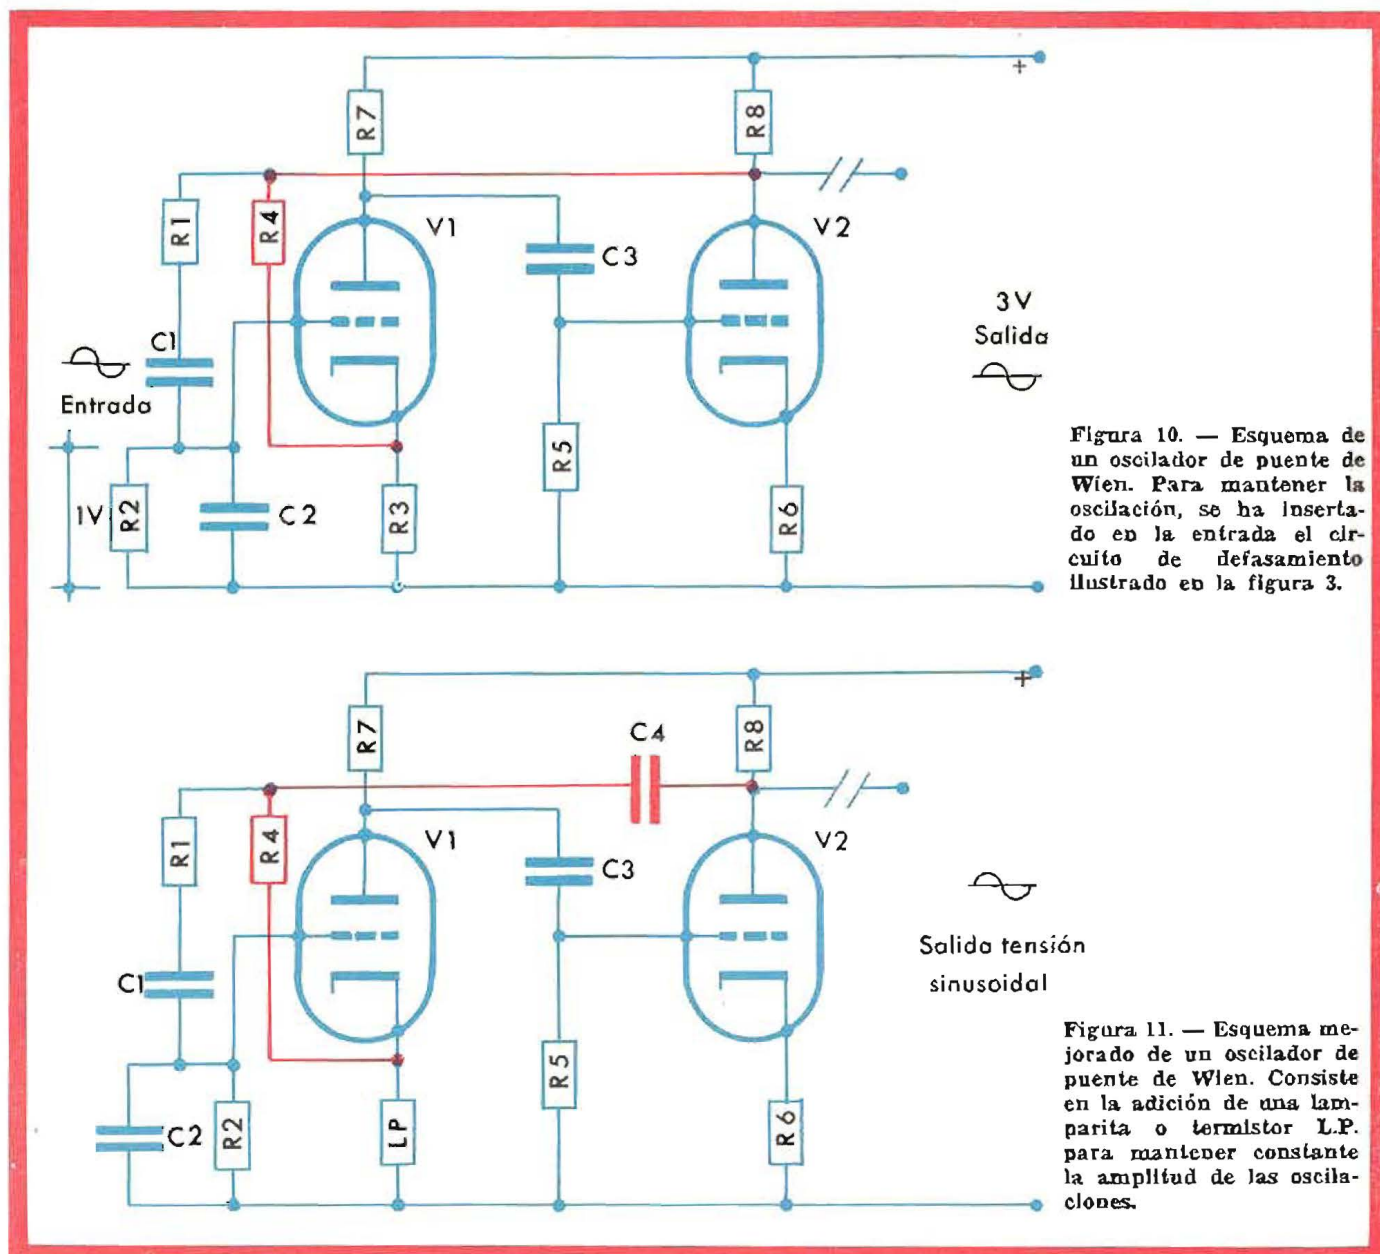 +
R7
R8
R1
R4
V1
V2
C3
3V
Salida
C1
Entrada
R5
1V
R2
C2
R3
R6
Figura 10. — Esquema de
un oscilador de puente de
Wien. Para mantener la
oscilación, se ha inserta-
do en la entrada el cir-
cuito de defasamiento
ilustrado en la figura 3.
+
R7
C4
R8
R1
R4
V1
V2
C3
Salida tensión
sinusoidal
C1
R5
C2
R2
LP
R6
Figura 11. — Esquema me-
jorado de un oscilador de
puente de Wien. Consiste
en la adición de una lam-
parita o termistor L.P.
para mantener constante
la amplitud de las oscila-
ciones.